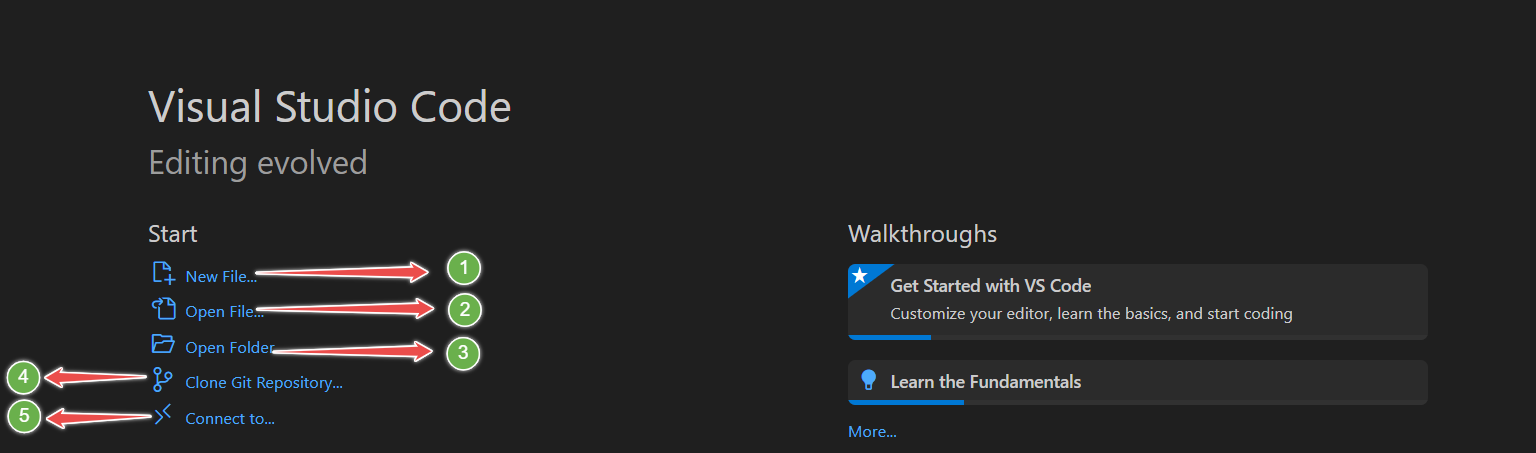 Visual Studio Code
Editing evolved
Start
New File...
1
Open File...
2
Open Folder
3
4
Clone Git Repository...
5
Connect to...
Walkthroughs
Get Started with VS Code
Customize your editor, learn the basics, and start coding
Learn the Fundamentals
More...